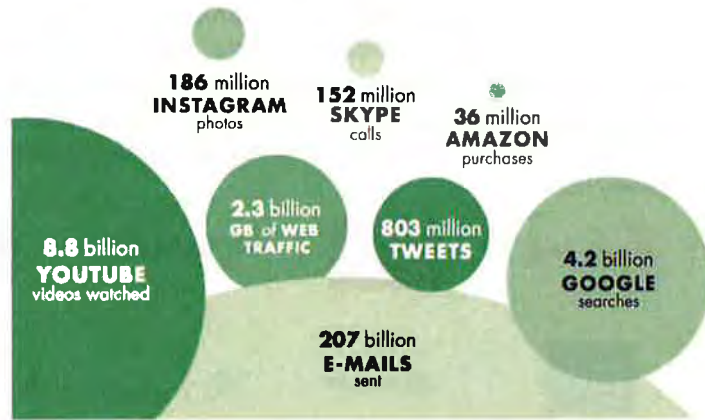 186 million
INSTAGRAM
photos
152 million
SKYPE
calls
36 million
AMAZON
purchases
8.8 billion
YOUTUBE
videos watched
2.3 billion
GB of WEB
TRAFFIC
803 million
TWEETS
4.2 billion
GOOGLE
searches
207 billion
E-MAILS
sent